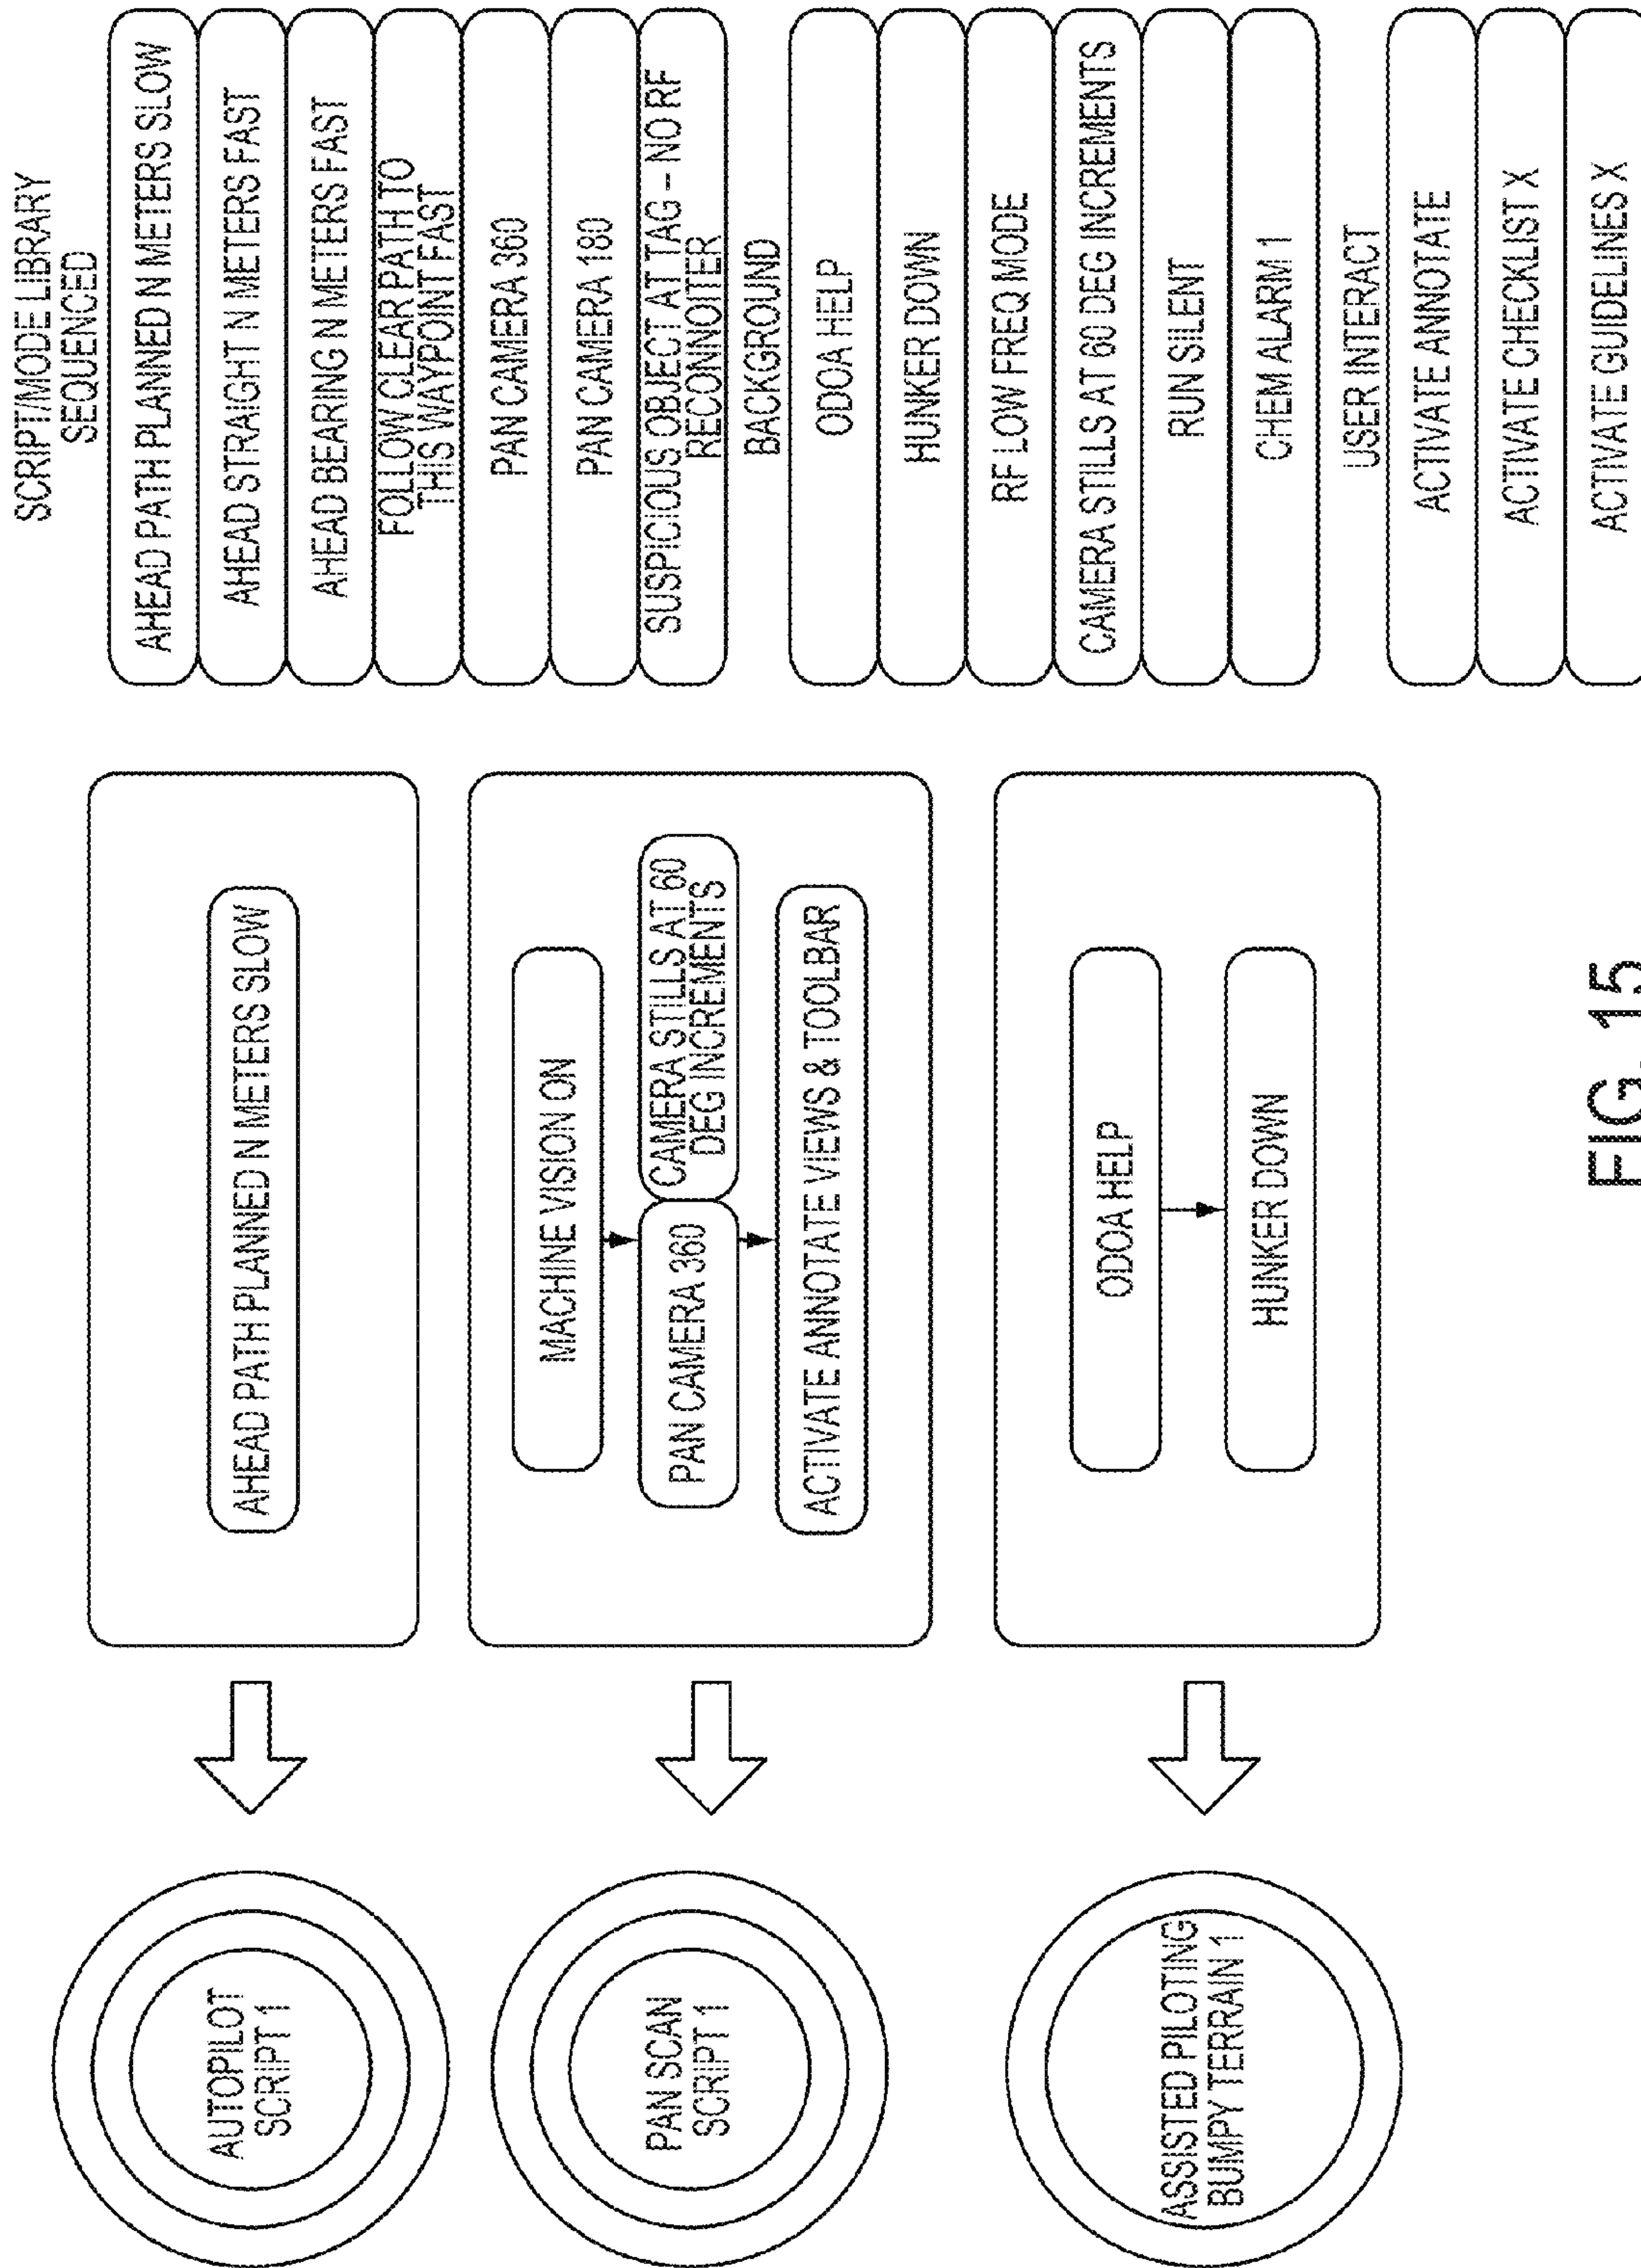 AUTOPILOT
SCRIPT 1
AHEAD PATH PLANNED N METERS SLOW
PAN SCAN
SCRIPT 1
MACHINE VISION ON
PAN CAMERA 360
CAMERA STILLS AT 60
DEG INCREMENTS
ACTIVATE ANNOTATE VIEWS & TOOLBAR
ASSISTED PILOTING
BUMPY TERRAIN 1
ODOA HELP
HUNKER DOWN
SCRIPT/MODE LIBRARY
SEQUENCED
AHEAD PATH PLANNED N METERS SLOW
AHEAD STRAIGHT N METERS FAST
AHEAD BEARING N METERS FAST
FOLLOW CLEAR PATH TO
THIS WAYPOINT FAST
PAN CAMERA 360
PAN CAMERA 180
SUSPICIOUS OBJECT AT TAG – NO RF
RECONNOITER
BACKGROUND
ODOA HELP
HUNKER DOWN
RF LOW FREQ MODE
CAMERA STILLS AT 60 DEG INCREMENTS
RUN SILENT
CHEM ALARM 1
USER INTERACT
ACTIVATE ANNOTATE
ACTIVATE CHECKLIST X
ACTIVATE GUIDELINES X
FIG. 15